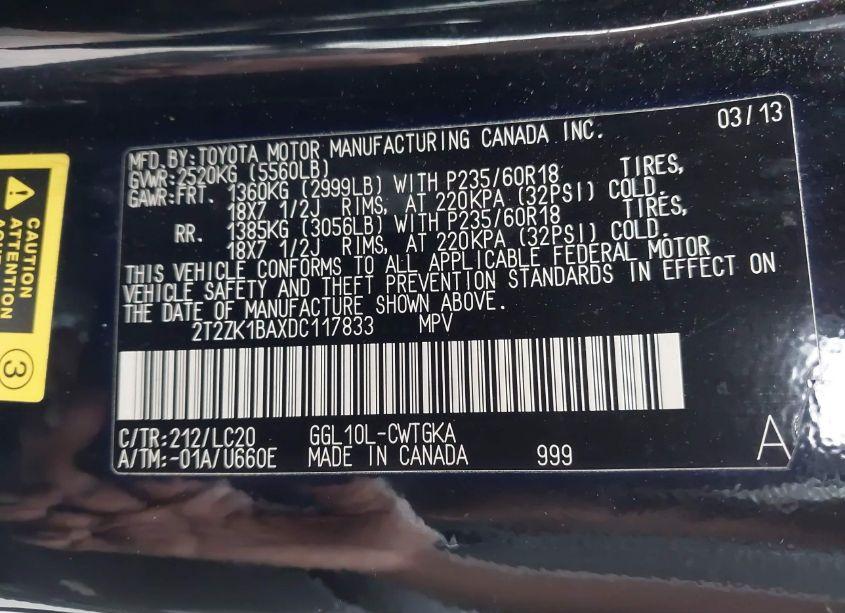 03/13
MFD.BY:TOYOTA MOTOR MANUFACTURING CANADA INC.
GVWR:2520KG (5560LB)
GAWR:FRT. 1360KG (2999LB) WITH P235/60R18 TIRES,
18X7 1/2J RIMS, AT 220KPA (32PSI) COLD.
RR. 1385KG (3056LB) WITH P235/60R18 TIRES,
18X7 1/2J RIMS, AT 220KPA (32PSI) COLD.
THIS VEHICLE CONFORMS TO ALL APPLICABLE FEDERAL MOTOR
VEHICLE SAFETY AND THEFT PREVENTION STANDARDS IN EFFECT ON
THE DATE OF MANUFACTURE SHOWN ABOVE.
2T2ZK1BAXDC117833 MPV
C/TR:212/LC20 GGL10L-CWTGKA
A/TM:-01A/U660E MADE IN CANADA 999 A
CAUTION
ATTENTION
3